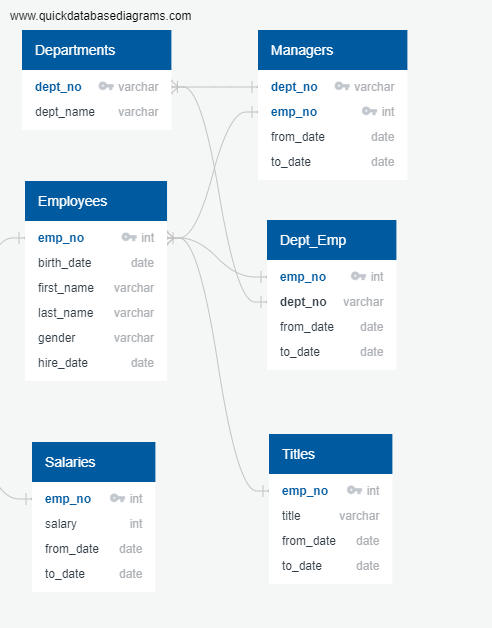 www.quickdatabasediagrams.com
Departments
dept_no varchar
dept_name varchar
Managers
dept_no varchar
emp_no int
from_date date
to_date date
Employees
emp_no int
birth_date date
first_name varchar
last_name varchar
gender varchar
hire_date date
Dept_Emp
emp_no int
dept_no varchar
from_date date
to_date date
Salaries
emp_no int
salary int
from_date date
to_date date
Titles
emp_no int
title varchar
from_date date
to_date date